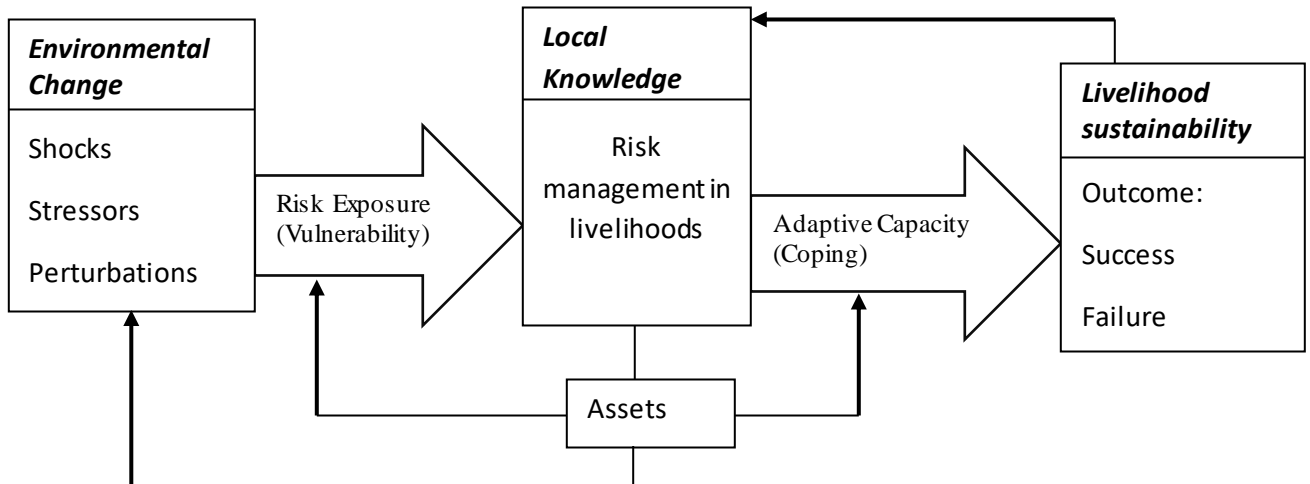 Environmental
Change
Shocks
Stressors
Perturbations
Risk Exposure
(Vulnerability)
Local
Knowledge
Risk
management in
livelihoods
Adaptive Capacity
(Coping)
Livelihood
sustainability
Outcome:
Success
Failure
Assets